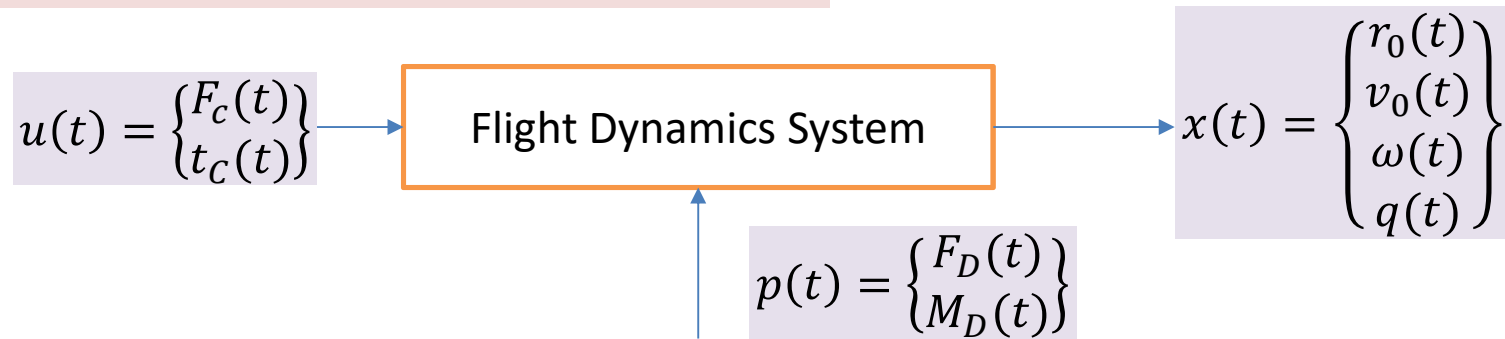 u(t) = {F_c(t)
t_C(t)}
Flight Dynamics System
x(t) = {r_0(t)
v_0(t)
ω(t)
q(t)}
p(t) = {F_D(t)
M_D(t)}